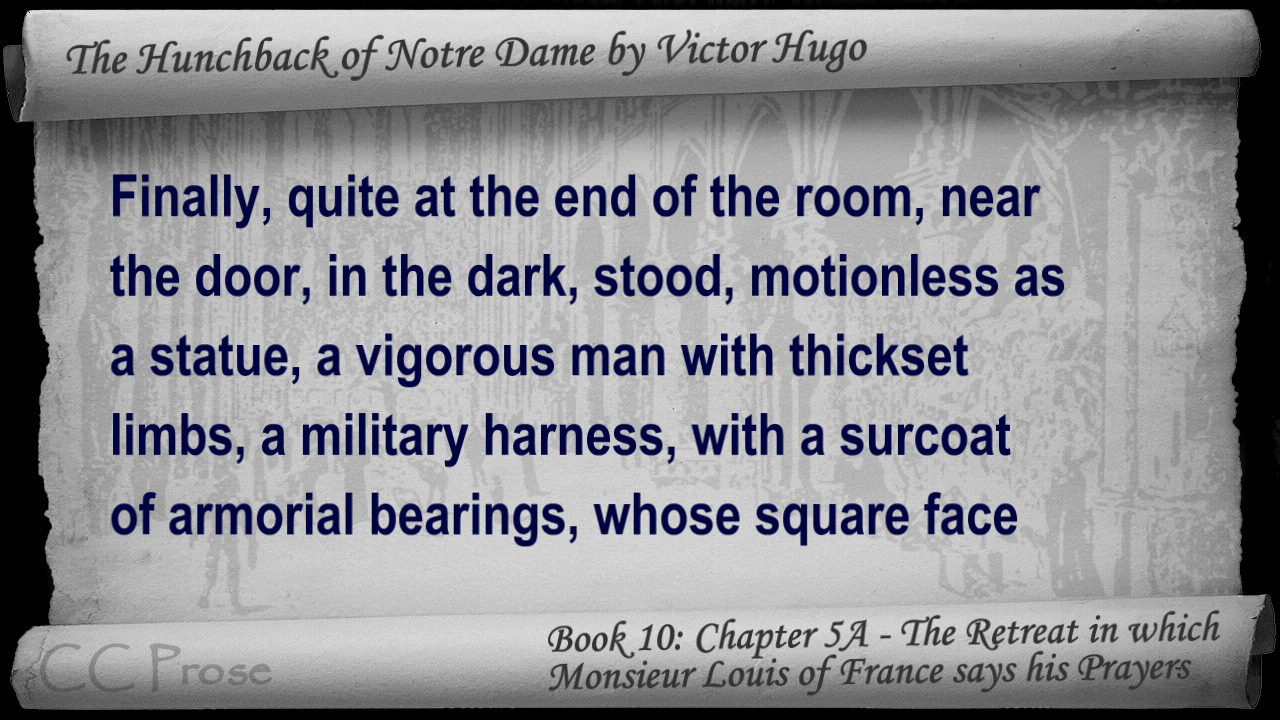 The Hunchback of Notre Dame by Victor Hugo
Finally, quite at the end of the room, near
the door, in the dark, stood, motionless as
a statue, a vigorous man with thickset
limbs, a military harness, with a surcoat
of armorial bearings, whose square face
Book 10: Chapter 5A - The Retreat in which
Monsieur Louis of France says his Prayers
CC Prose